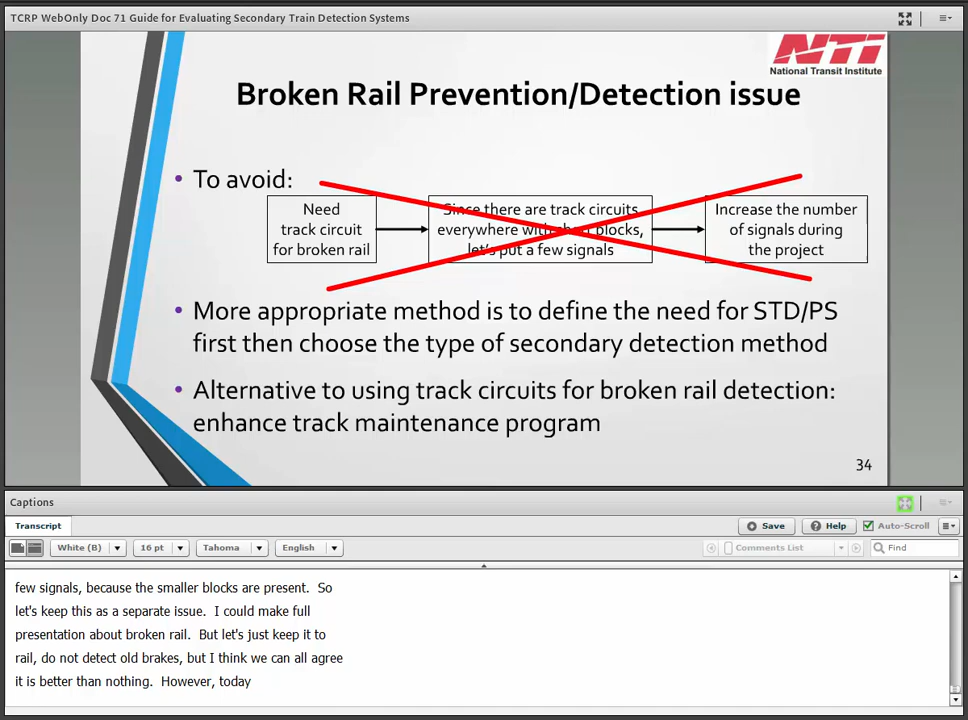 TCRP WebOnly Doc 71 Guide for Evaluating Secondary Train Detection Systems
NTI
National Transit Institute
Broken Rail Prevention/Detection issue
• To avoid:
Need
track circuit
for broken rail
Since there are track circuits
everywhere with short blocks,
let's put a few signals
Increase the number
of signals during
the project
• More appropriate method is to define the need for STD/PS
first then choose the type of secondary detection method
• Alternative to using track circuits for broken rail detection:
enhance track maintenance program
34
Captions
Transcript
Save
Help
Auto-Scroll
White (B)
16 pt
Tahoma
English
Comments List
Find
few signals, because the smaller blocks are present.  So
let's keep this as a separate issue.  I could make full
presentation about broken rail.  But let's just keep it to
rail, do not detect old brakes, but I think we can all agree
it is better than nothing.  However, today